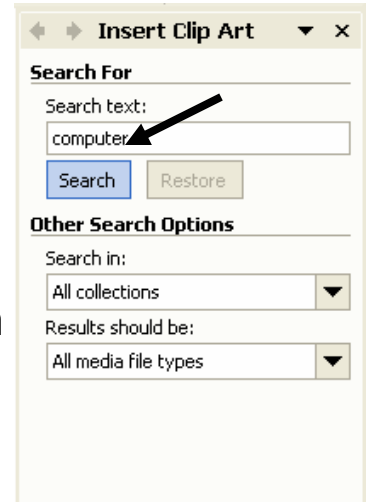 Insert Clip Art
Search For
Search text:
computer
Search Restore
Other Search Options
Search in:
All collections
Results should be:
All media file types